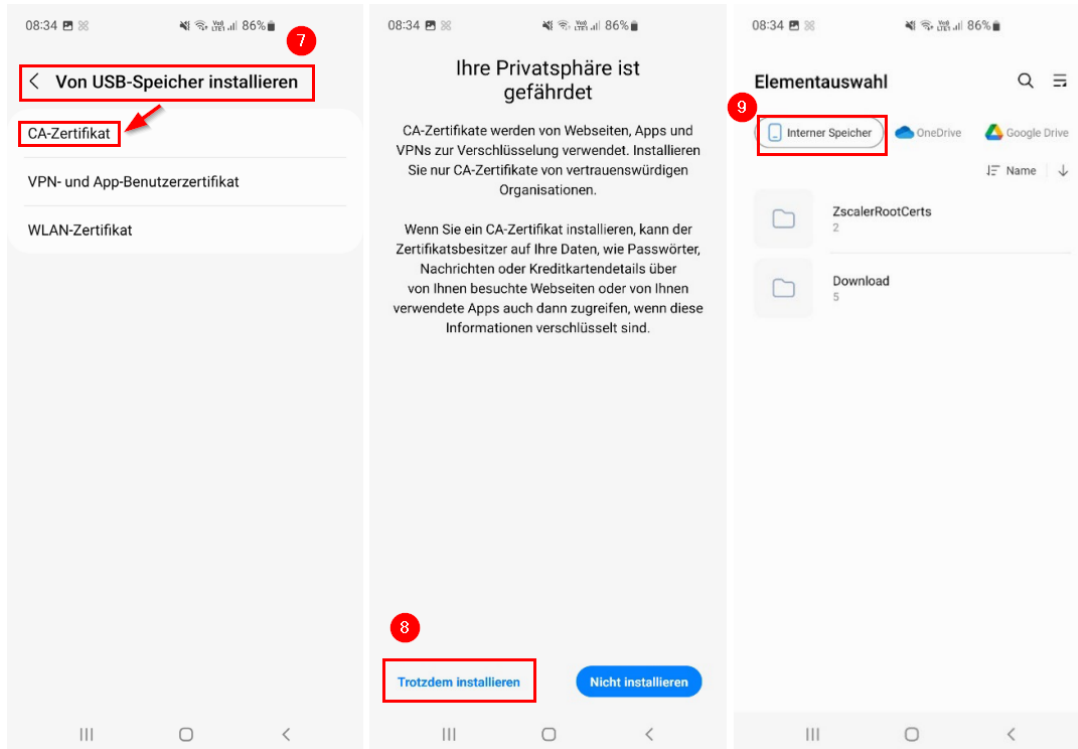 08:34 86%
7
Von USB-Speicher installieren
CA-Zertifikat
VPN- und App-Benutzerzertifikat
WLAN-Zertifikat
08:34 86%
Ihre Privatsphäre ist
gefährdet
CA-Zertifikate werden von Webseiten, Apps und
VPNs zur Verschlüsselung verwendet. Installieren
Sie nur CA-Zertifikate von vertrauenswürdigen
Organisationen.
Wenn Sie ein CA-Zertifikat installieren, kann der
Zertifikatsbesitzer auf Ihre Daten, wie Passwörter,
Nachrichten oder Kreditkartendetails über
von Ihnen besuchte Webseiten oder von Ihnen
verwendete Apps auch dann zugreifen, wenn diese
Informationen verschlüsselt sind.
8
Trotzdem installieren Nicht installieren
08:34 86%
Elementauswahl
9
Interner Speicher OneDrive Google Drive
Name
ZscalerRootCerts
2
Download
5